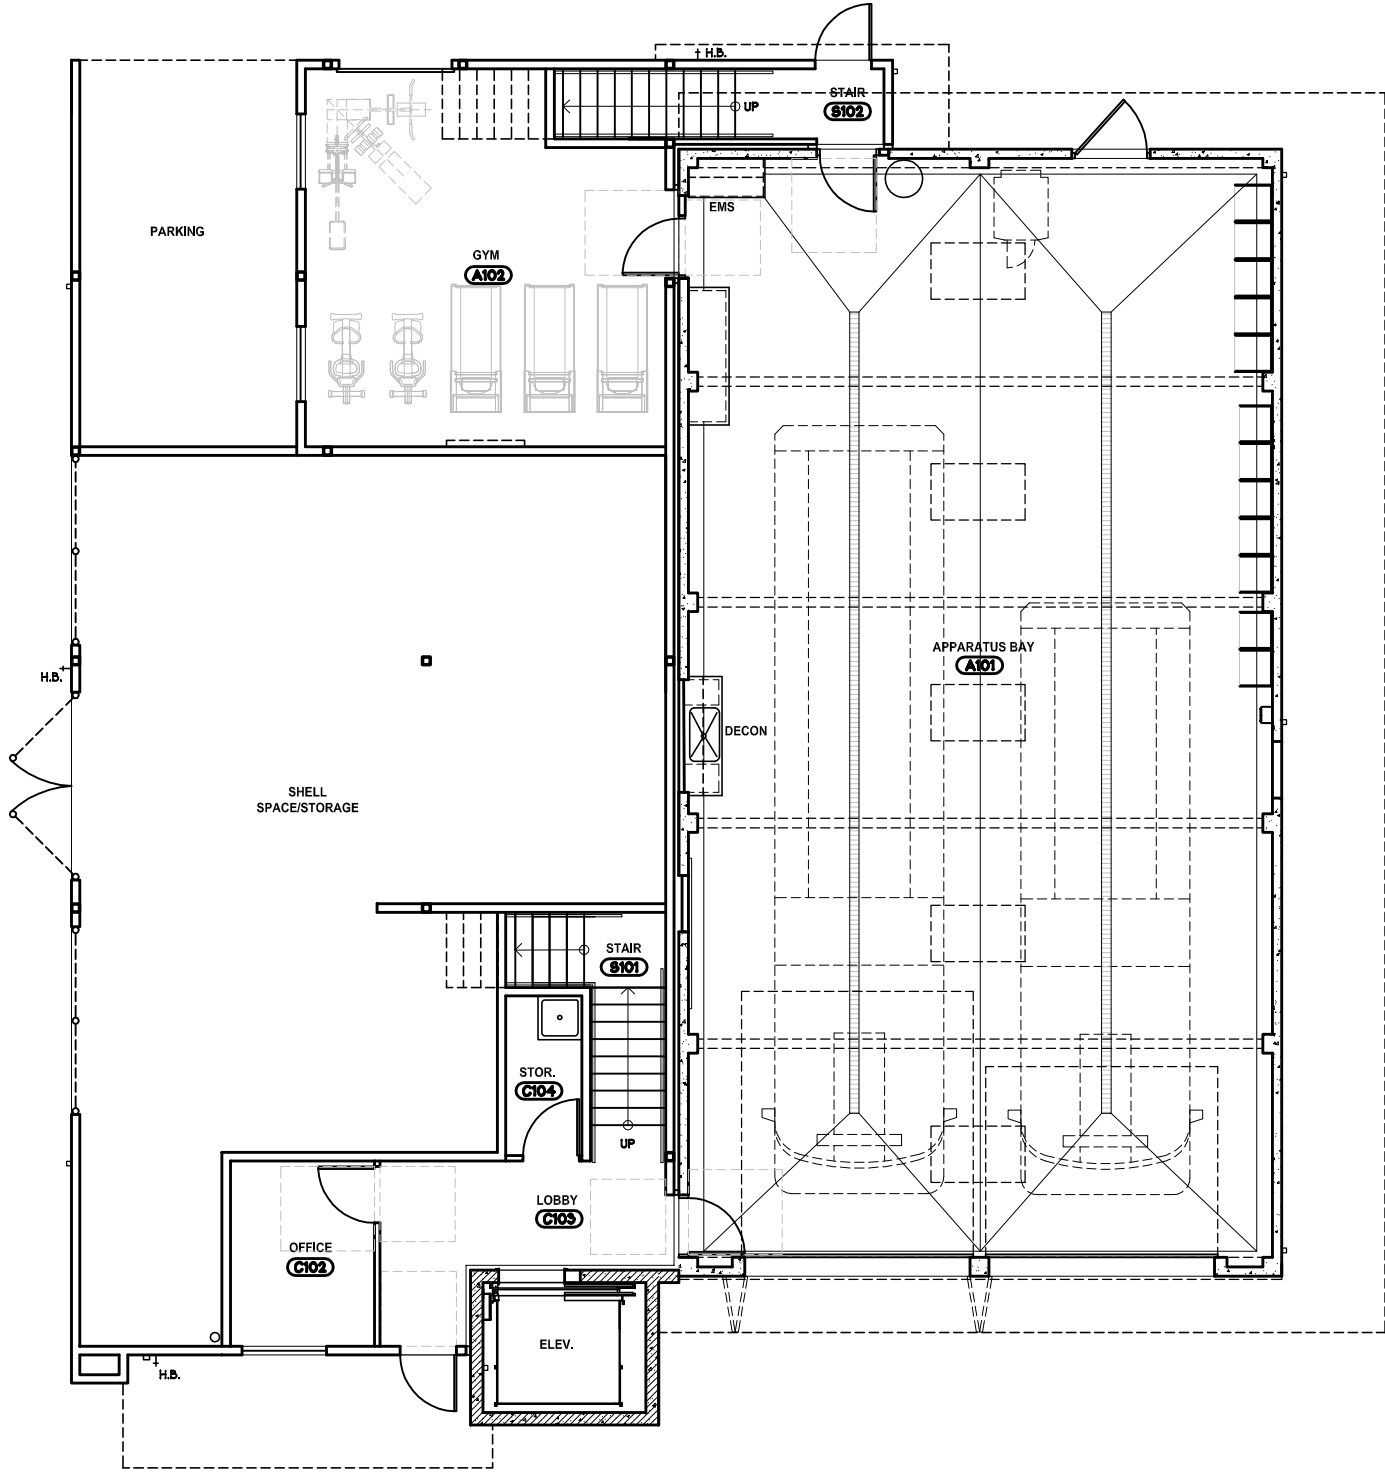 H.B.
STAIR
S102
UP
EMS
PARKING
GYM
A102
APPARATUS BAY
A101
H.B.
DECON
SHELL
SPACE/STORAGE
STAIR
S101
STOR.
C104
UP
LOBBY
C103
OFFICE
C102
ELEV.
H.B.